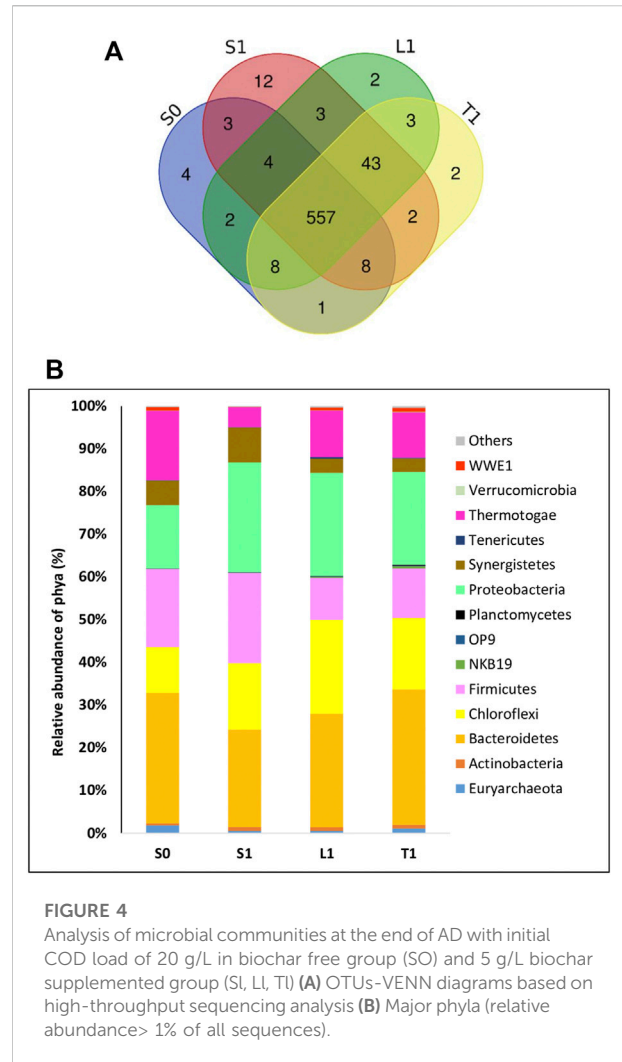 A
S0
S1
L1
T1
12
2
3
3
3
4
4
43
2
2
557
2
8
8
1
B
Relative abundance of phya (%)
100%
90%
80%
70%
60%
50%
40%
30%
20%
10%
0%
S0
S1
L1
T1
Others
WWE1
Verrucomicrobia
Thermotogae
Tenericutes
Synergistetes
Proteobacteria
Planctomycetes
OP9
NKB19
Firmicutes
Chloroflexi
Bacteroidetes
Actinobacteria
Euryarchaeota
FIGURE 4
Analysis of microbial communities at the end of AD with initial
COD load of 20 g/L in biochar free group (SO) and 5 g/L biochar
supplemented group (Sl, Ll, Tl) (A) OTUs-VENN diagrams based on
high-throughput sequencing analysis (B) Major phyla (relative
abundance> 1% of all sequences).